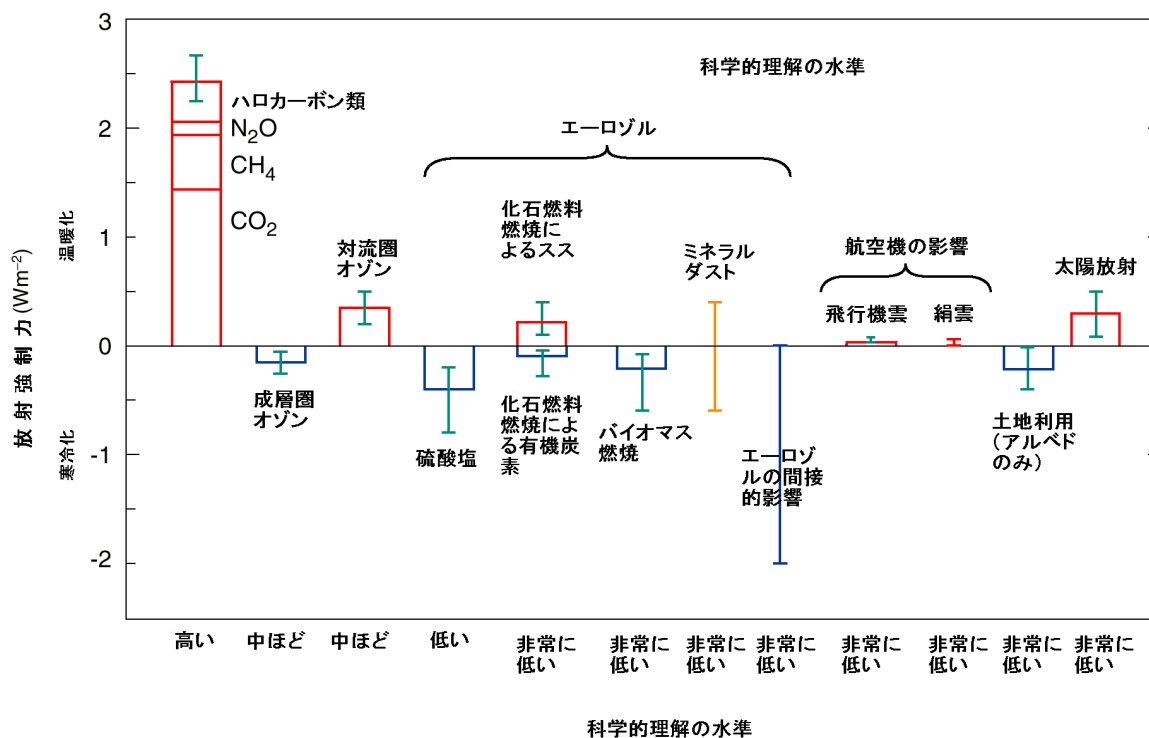 3
2
1
0
-1
-2
放射強制力(Wm⁻²)
温暖化
寒冷化
科学的理解の水準
ハロカーボン類
N₂O
CH₄
CO₂
成層圏
オゾン
対流圏
オゾン
エーロゾル
硫酸塩
化石燃料
燃焼に
よるスス
化石燃料
燃焼によ
る有機炭
素
バイオマス
燃焼
ミネラル
ダスト
エーロゾ
ルの間接
的影響
航空機の影響
飛行機雲
絹雲
土地利用
(アルベド
のみ)
太陽放射
高い
中ほど
中ほど
低い
非常に
低い
非常に
低い
非常に
低い
非常に
低い
非常に
低い
非常に
低い
非常に
低い
非常に
低い
科学的理解の水準